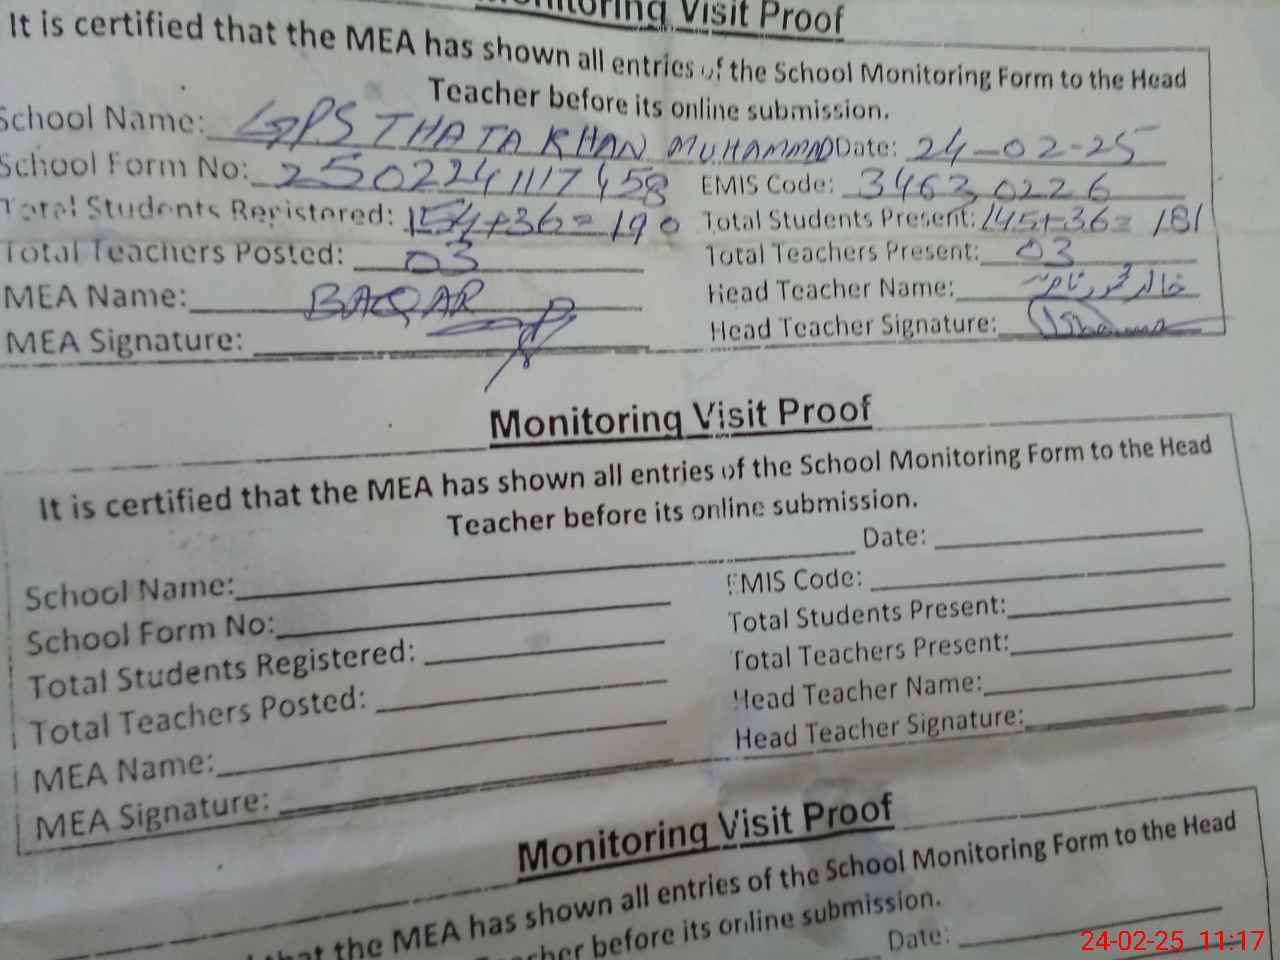 Monitoring Visit Proof
It is certified that the MEA has shown all entries of the School Monitoring Form to the Head
Teacher before its online submission.
School Name: GPS THATA KHAN MUHAMMAD Date: 24-02-25
School Form No: 2502241117458 EMIS Code: 34630226
Total Students Registered: 154+36=190 Total Students Present: 145+36=181
Total Teachers Posted: 03 Total Teachers Present: 03
MEA Name: BAQAR Head Teacher Name:
MEA Signature: Head Teacher Signature:
Monitoring Visit Proof
It is certified that the MEA has shown all entries of the School Monitoring Form to the Head
Teacher before its online submission.
School Name: Date:
School Form No: EMIS Code:
Total Students Registered: Total Students Present:
Total Teachers Posted: Total Teachers Present:
MEA Name: Head Teacher Name:
MEA Signature: Head Teacher Signature:
Monitoring Visit Proof
that the MEA has shown all entries of the School Monitoring Form to the Head
before its online submission.
Date:
24-02-25 11:17